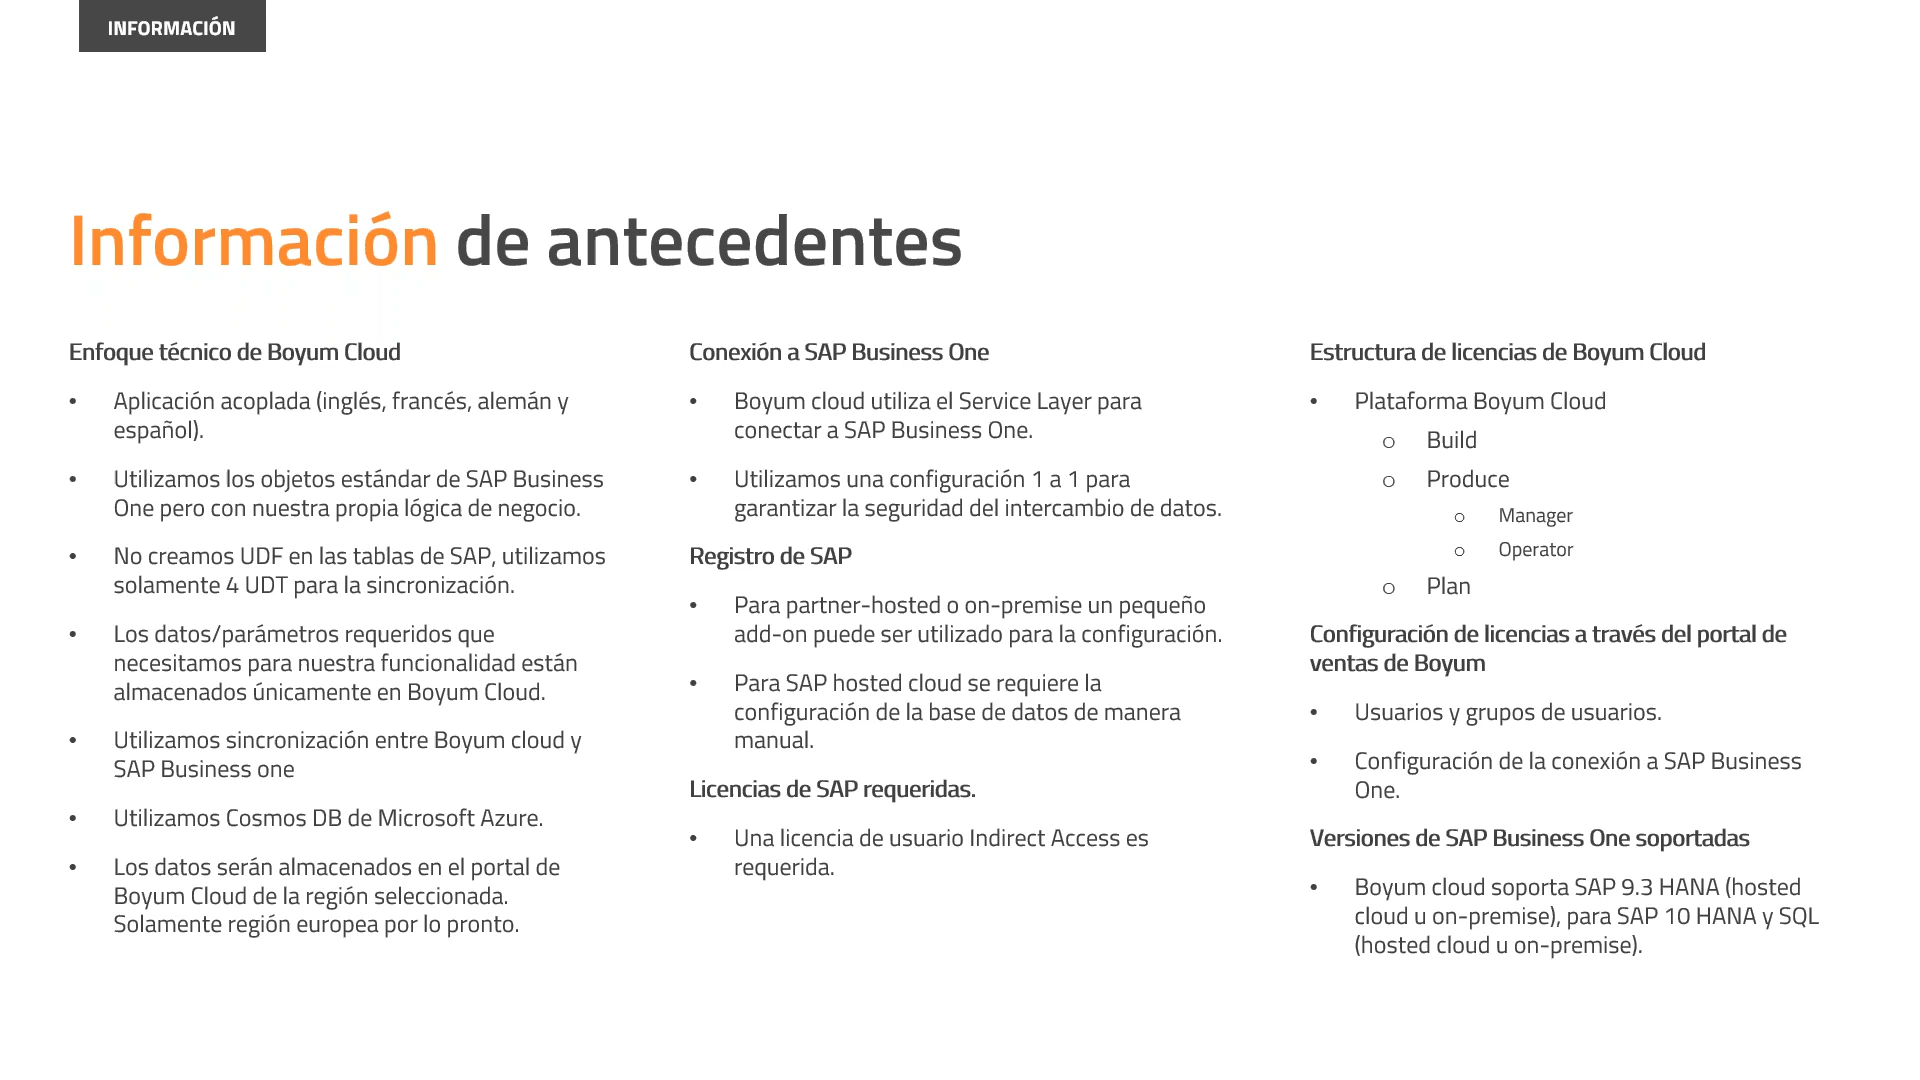 INFORMACIÓN
Información de antecedentes
Enfoque técnico de Boyum Cloud
• Aplicación acoplada (inglés, francés, alemán y
español).
• Utilizamos los objetos estándar de SAP Business
One pero con nuestra propia lógica de negocio.
• No creamos UDF en las tablas de SAP, utilizamos
solamente 4 UDT para la sincronización.
• Los datos/parámetros requeridos que
necesitamos para nuestra funcionalidad están
almacenados únicamente en Boyum Cloud.
• Utilizamos sincronización entre Boyum cloud y
SAP Business one
• Utilizamos Cosmos DB de Microsoft Azure.
• Los datos serán almacenados en el portal de
Boyum Cloud de la región seleccionada.
Solamente región europea por lo pronto.
Conexión a SAP Business One
• Boyum cloud utiliza el Service Layer para
conectar a SAP Business One.
• Utilizamos una configuración 1 a 1 para
garantizar la seguridad del intercambio de datos.
Registro de SAP
• Para partner-hosted o on-premise un pequeño
add-on puede ser utilizado para la configuración.
• Para SAP hosted cloud se requiere la
configuración de la base de datos de manera
manual.
Licencias de SAP requeridas.
• Una licencia de usuario Indirect Access es
requerida.
Estructura de licencias de Boyum Cloud
• Plataforma Boyum Cloud
o Build
o Produce
o Manager
o Operator
o Plan
Configuración de licencias a través del portal de
ventas de Boyum
• Usuarios y grupos de usuarios.
• Configuración de la conexión a SAP Business
One.
Versiones de SAP Business One soportadas
• Boyum cloud soporta SAP 9.3 HANA (hosted
cloud u on-premise), para SAP 10 HANA y SQL
(hosted cloud u on-premise).